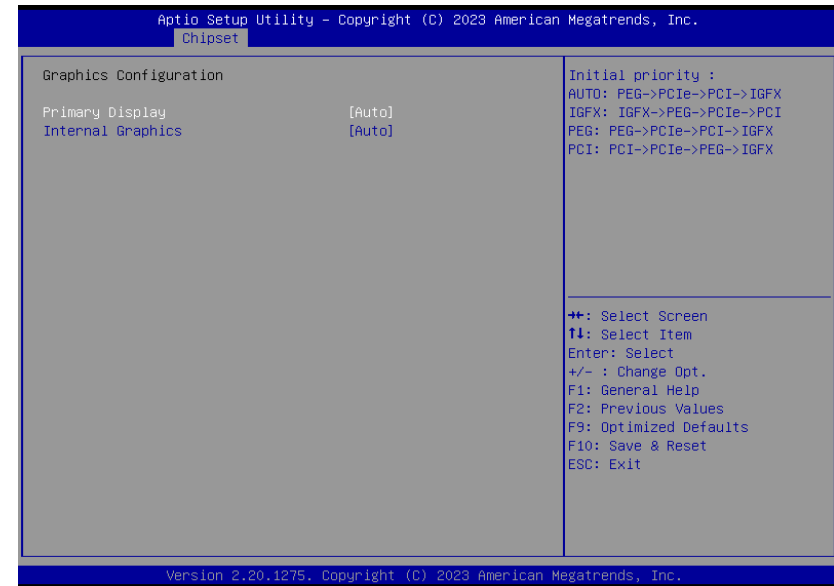 Aptio Setup Utility – Copyright (C) 2023 American Megatrends, Inc.
Chipset
Graphics Configuration
Primary Display [Auto]
Internal Graphics [Auto]
Initial priority :
AUTO: PEG->PCIe->PCI->IGFX
IGFX: IGFX->PEG->PCIe->PCI
PEG: PEG->PCIe->PCI->IGFX
PCI: PCI->PCIe->PEG->IGFX
→←: Select Screen
↑↓: Select Item
Enter: Select
+/- : Change Opt.
F1: General Help
F2: Previous Values
F9: Optimized Defaults
F10: Save & Reset
ESC: Exit
Version 2.20.1275. Copyright (C) 2023 American Megatrends, Inc.